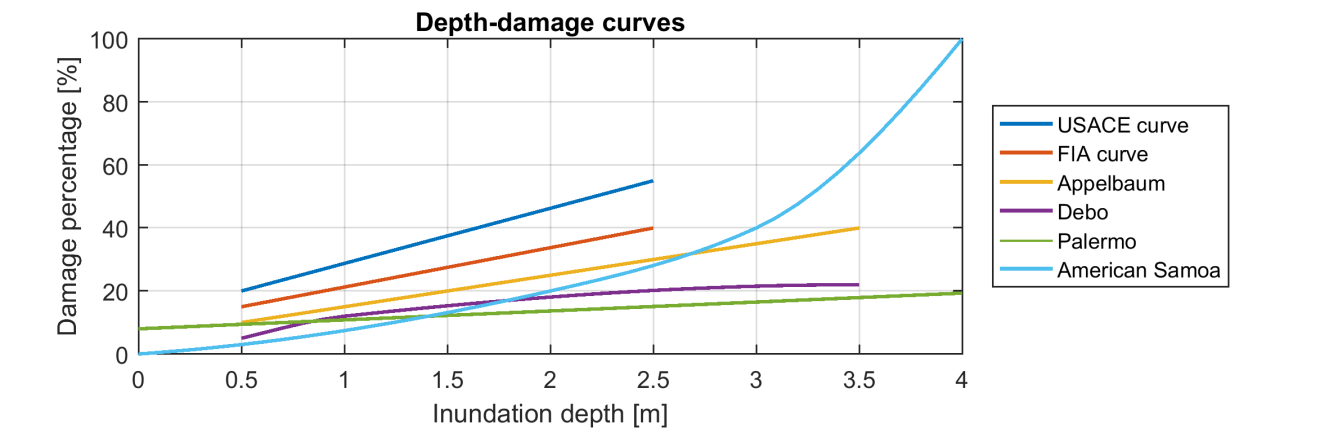 Depth-damage curves
Damage percentage [%]
100
80
60
40
20
0
0 0.5 1 1.5 2 2.5 3 3.5 4
Inundation depth [m]
USACE curve
FIA curve
Appelbaum
Debo
Palermo
American Samoa